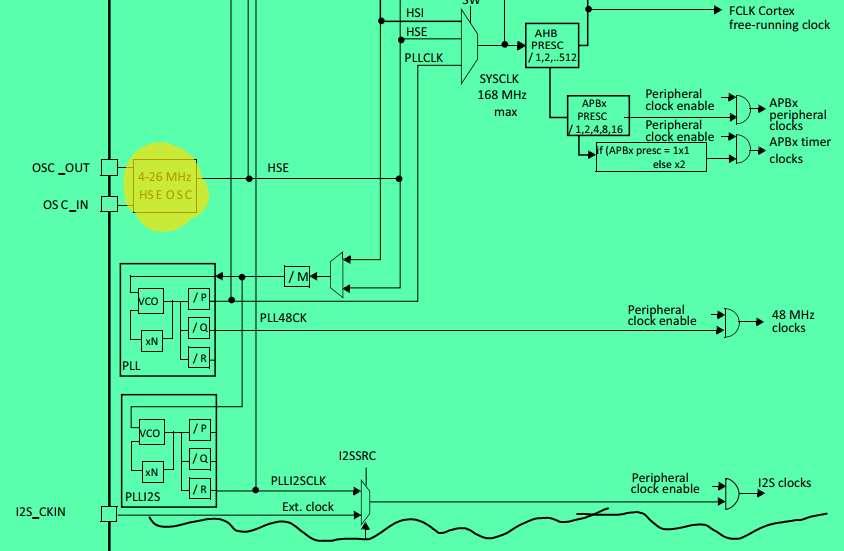 SW
HSI
HSE
PLLCLK
SYSCLK
168 MHz
max
AHB
PRESC
/ 1,2,..512
FCLK Cortex
free-running clock
APBx
PRESC
/ 1,2,4,8,16
Peripheral
clock enable
APBx
peripheral
clocks
Peripheral
clock enable
if (APBx presc = 1x1
else x2
APBx timer
clocks
OSC _OUT
OS C_IN
4-26 MHz
HS E OS C
HSE
/ M
VCO
xN
/ P
/ Q
/ R
PLL
PLL48CK
Peripheral
clock enable
48 MHz
clocks
VCO
xN
/ P
/ Q
/ R
PLLI2S
PLLI2SCLK
I2SSRC
Ext. clock
Peripheral
clock enable
I2S clocks
I2S_CKIN